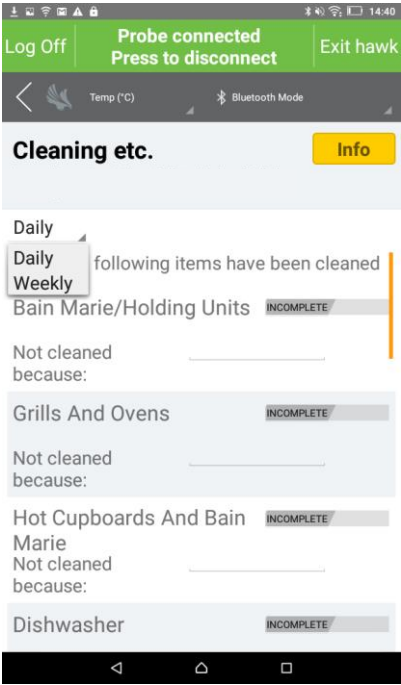 14:40
Log Off
Probe connected
Press to disconnect
Exit hawk
Temp (°C)
Bluetooth Mode
Cleaning etc.
Info
Daily
Daily
Weekly
following items have been cleaned
Bain Marie/Holding Units
INCOMPLETE
Not cleaned
because:
Grills And Ovens
INCOMPLETE
Not cleaned
because:
Hot Cupboards And Bain
Marie
INCOMPLETE
Not cleaned
because:
Dishwasher
INCOMPLETE